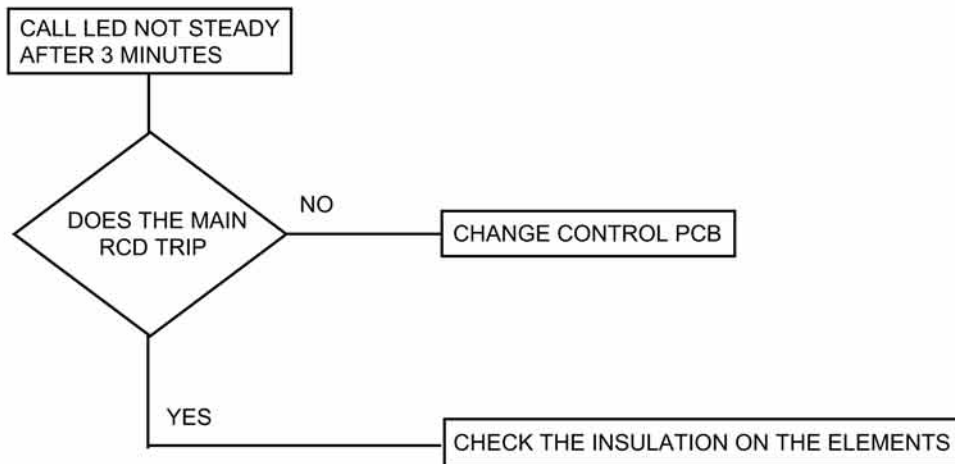 CALL LED NOT STEADY
AFTER 3 MINUTES
DOES THE MAIN
RCD TRIP
NO
CHANGE CONTROL PCB
YES
CHECK THE INSULATION ON THE ELEMENTS